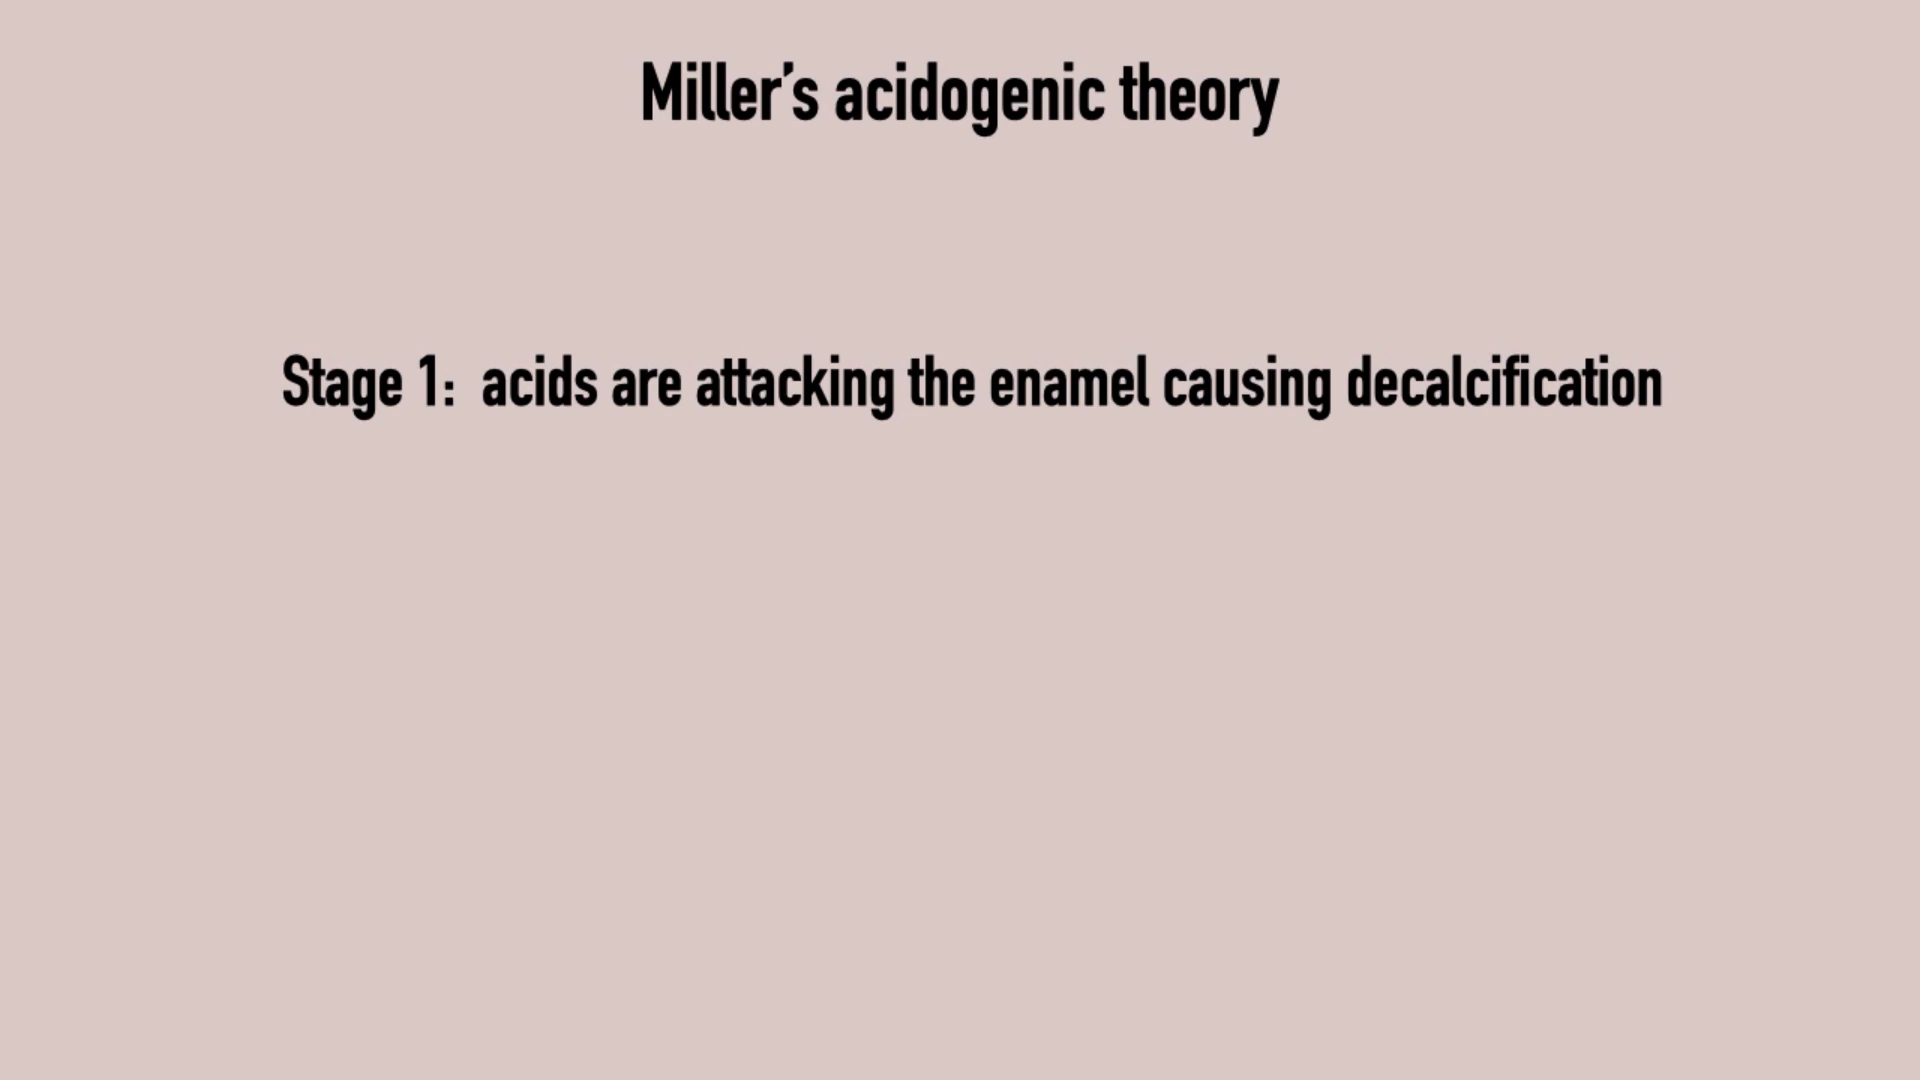 Miller’s acidogenic theory
Stage 1:  acids are attacking the enamel causing decalcification